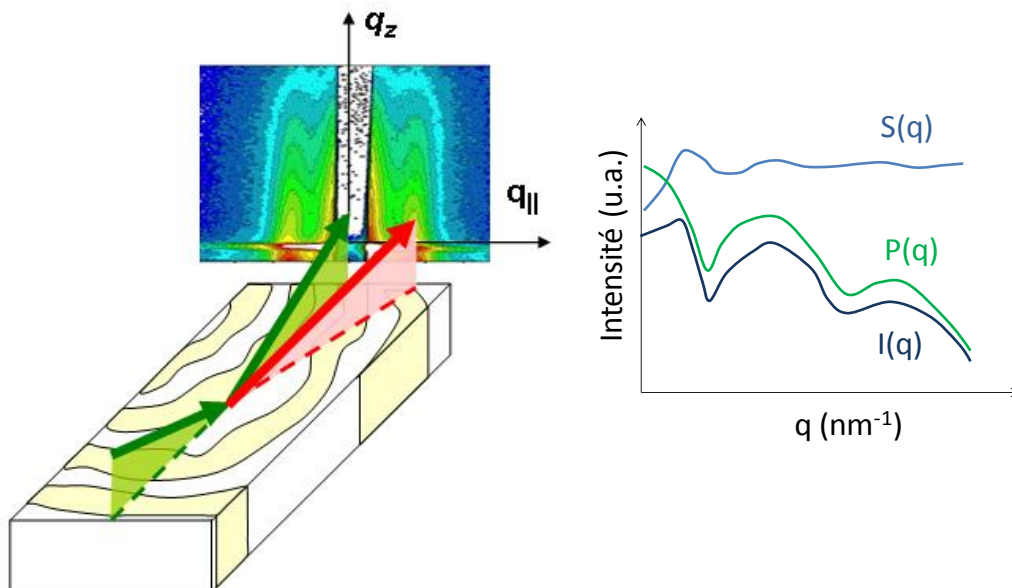 q_z
q_||
Intensité (u.a.)
S(q)
P(q)
I(q)
q (nm⁻¹)